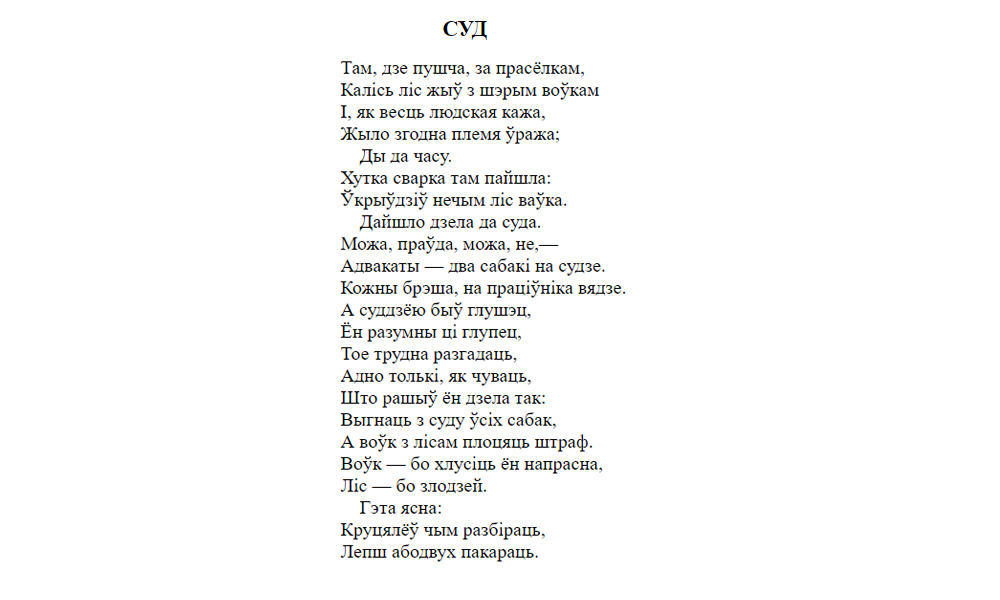 СУД
Там, дзе пушча, за прасёлкам,
Калісь ліс жыў з шэрым воўкам
І, як весць людская кажа,
Жыло згодна племя ўража;
Ды да часу.
Хутка сварка там пайшла:
Ўкрыўдзіў нечым ліс ваўка.
Дайшло дзела да суда.
Можа, праўда, можа, не,—
Адвакаты — два сабакі на судзе.
Кожны брэша, на праціўніка вядзе.
А суддзёю быў глушэц,
Ён разумны ці глупец,
Тое трудна разгадаць,
Адно толькі, як чуваць,
Што рашыў ён дзела так:
Выгнаць з суду ўсіх сабак,
А воўк з лісам плоцяць штраф.
Воўк — бо хлусіць ён напрасна,
Ліс — бо злодзей.
Гэта ясна:
Круцялёў чым разбіраць,
Лепш абодвух пакараць.